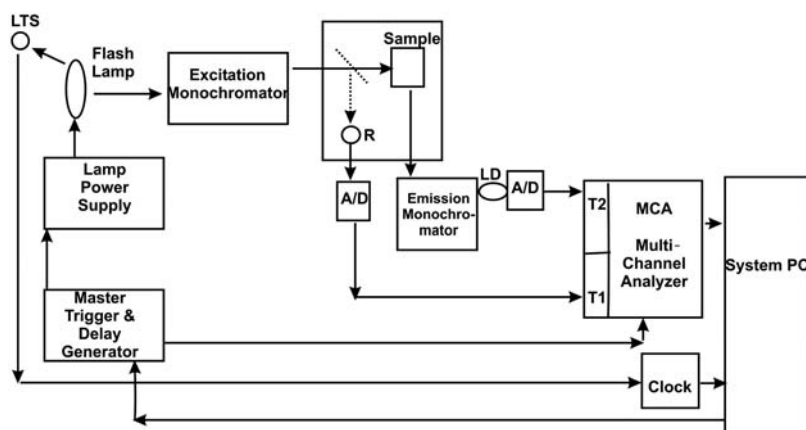 LTS
Flash
Lamp
Excitation
Monochromator
Sample
R
A/D
Lamp
Power
Supply
Emission
Monochro-
mator
LD
A/D
T2
T1
MCA
Multi-
Channel
Analyzer
System PC
Master
Trigger &
Delay
Generator
Clock